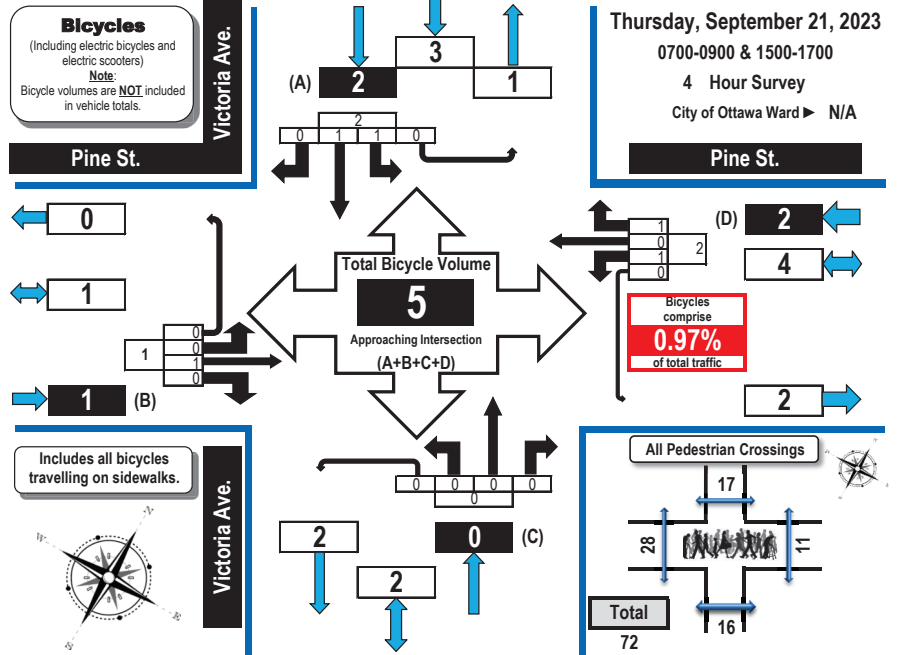 Bicycles
(Including electric bicycles and
electric scooters)
Note:
Bicycle volumes are NOT included
in vehicle totals.
Victoria Ave.
Pine St.
Thursday, September 21, 2023
0700-0900 & 1500-1700
4 Hour Survey
City of Ottawa Ward ► N/A
Pine St.
3
(A) 2
1
2
0 1 1 0
0
1
1
0
0
1
0
1 (B)
1
0
1
0
2
(D) 2
4
2
Bicycles
comprise
0.97%
of total traffic
Total Bicycle Volume
5
Approaching Intersection
(A+B+C+D)
0 0 0 0
0
2
0 (C)
2
Includes all bicycles
travelling on sidewalks.
Victoria Ave.
N
W
E
S
All Pedestrian Crossings
17
28
11
16
Total
72